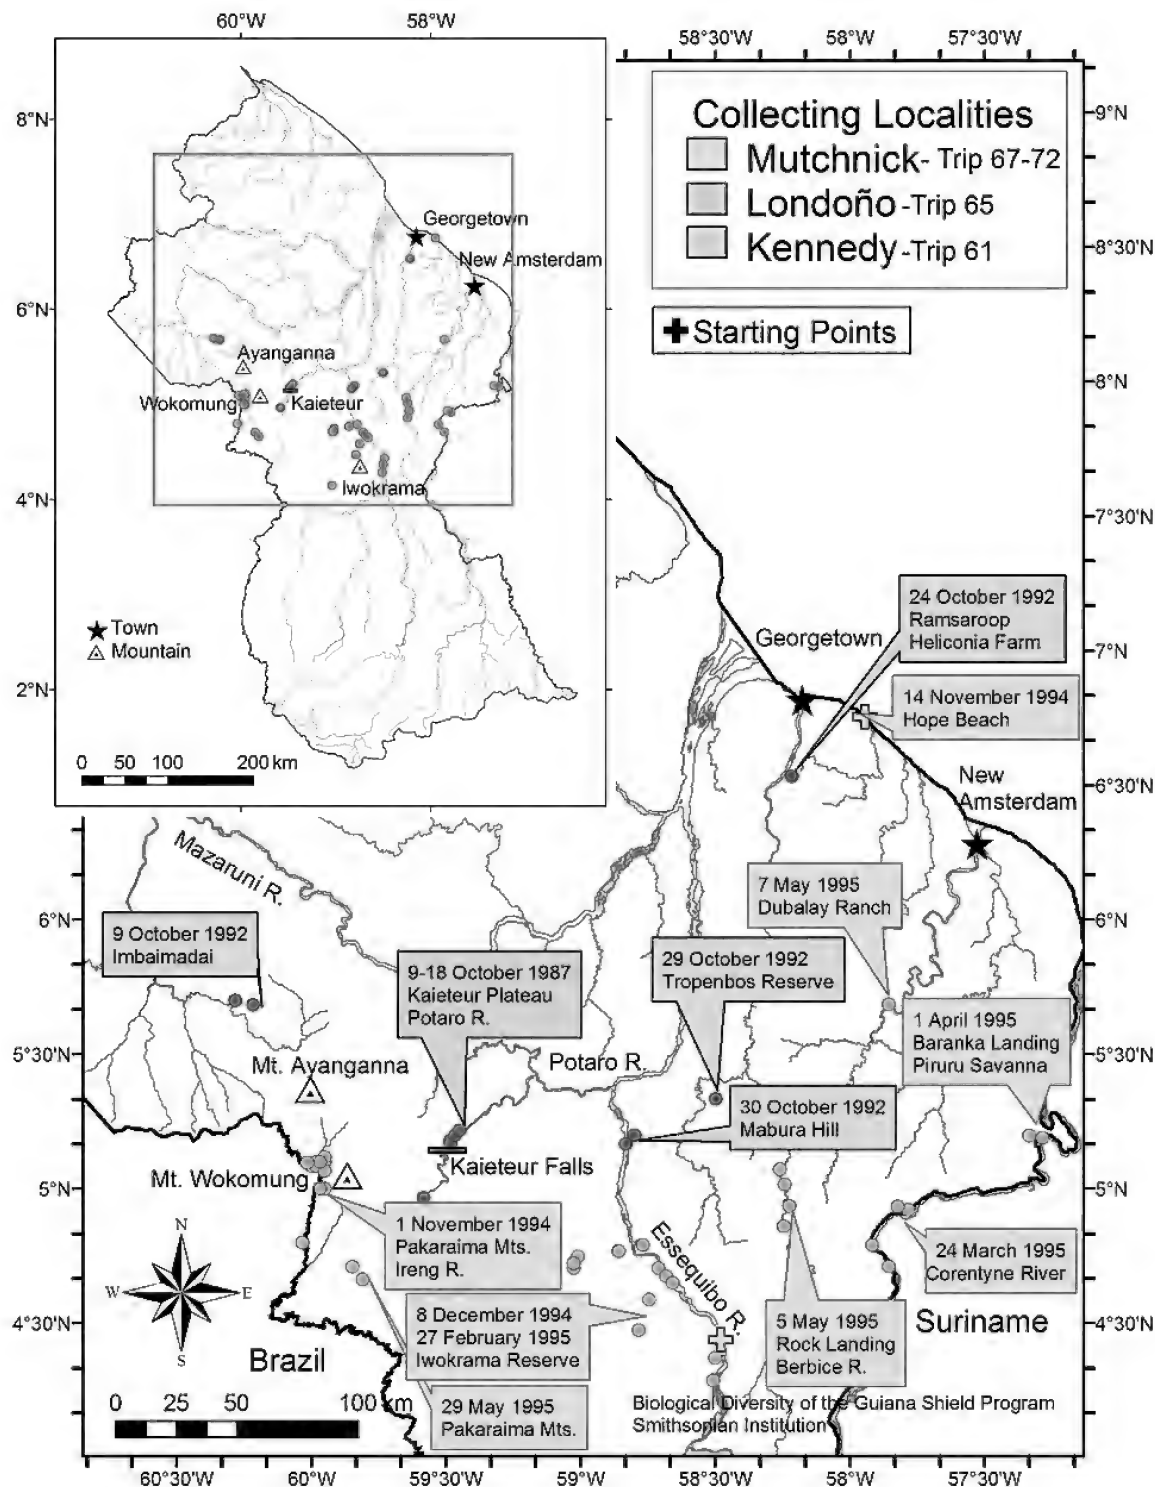 60°W
58°W
8°N
6°N
4°N
2°N
Georgetown
New Amsterdam
Ayanganna
Wokomung
Kaieteur
Iwokrama
Town
Mountain
0 50 100 200 km
58°30'W
58°W
57°30'W
Collecting Localities
Mutchnick- Trip 67-72
Londoño -Trip 65
Kennedy -Trip 61
Starting Points
9°N
8°30'N
8°N
7°30'N
7°N
6°30'N
6°N
5°30'N
5°N
4°30'N
24 October 1992
Ramsaroop
Heliconia Farm
Georgetown
14 November 1994
Hope Beach
New
Amsterdam
Mazaruni R.
7 May 1995
Dubalay Ranch
6°N
9 October 1992
Imbaimadai
9-18 October 1987
Kaieteur Plateau
Potaro R.
29 October 1992
Tropenbos Reserve
1 April 1995
Baranka Landing
Piruru Savanna
5°30'N
Mt. Ayanganna
Potaro R.
30 October 1992
Mabura Hill
Kaieteur Falls
Mt. Wokomung
5°N
1 November 1994
Pakaraima Mts.
Ireng R.
Essequibo R.
24 March 1995
Corentyne River
N
W
E
S
8 December 1994
27 February 1995
Iwokrama Reserve
5 May 1995
Rock Landing
Berbice R.
Suriname
4°30'N
Brazil
0 25 50 100 km
29 May 1995
Pakaraima Mts.
Biological Diversity of the Guiana Shield Program
Smithsonian Institution
60°30'W
60°W
59°30'W
59°W
58°30'W
58°W
57°30'W